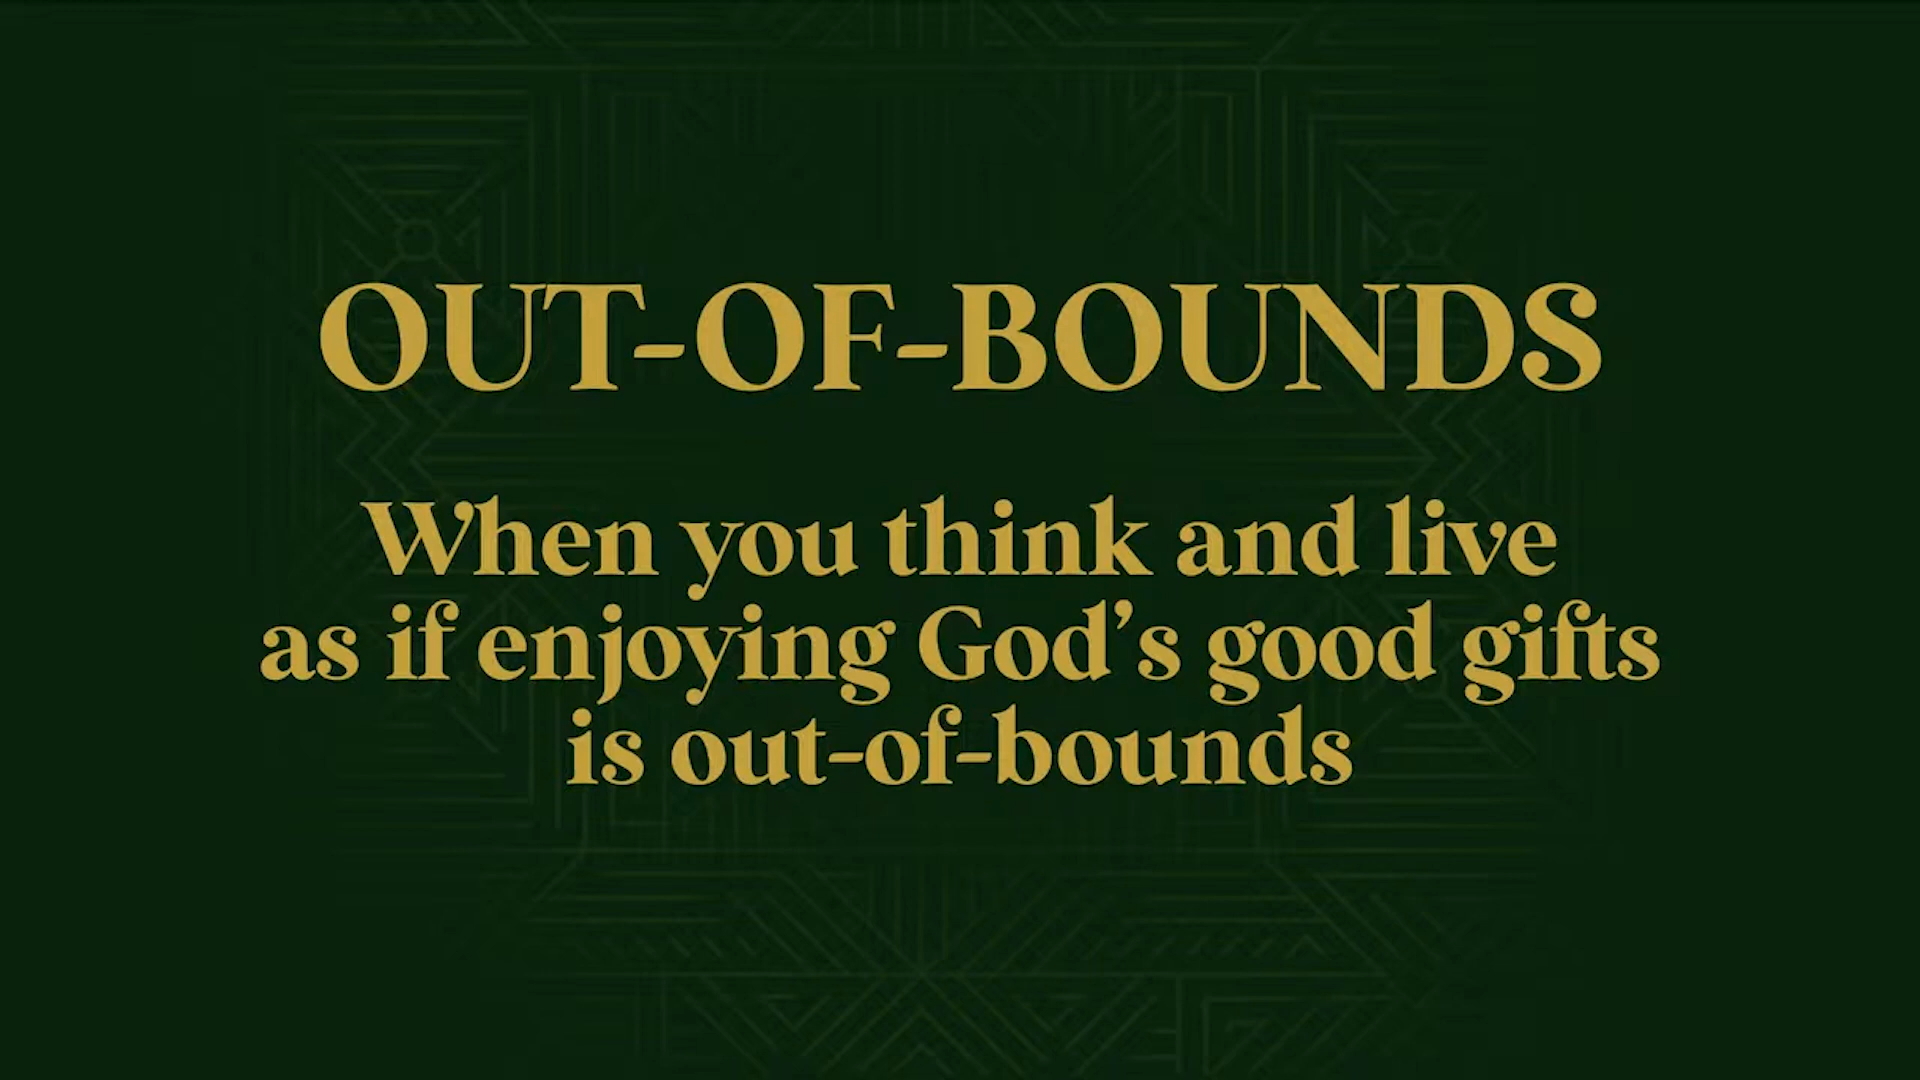 OUT-OF-BOUNDS
When you think and live
as if enjoying God’s good gifts
is out-of-bounds